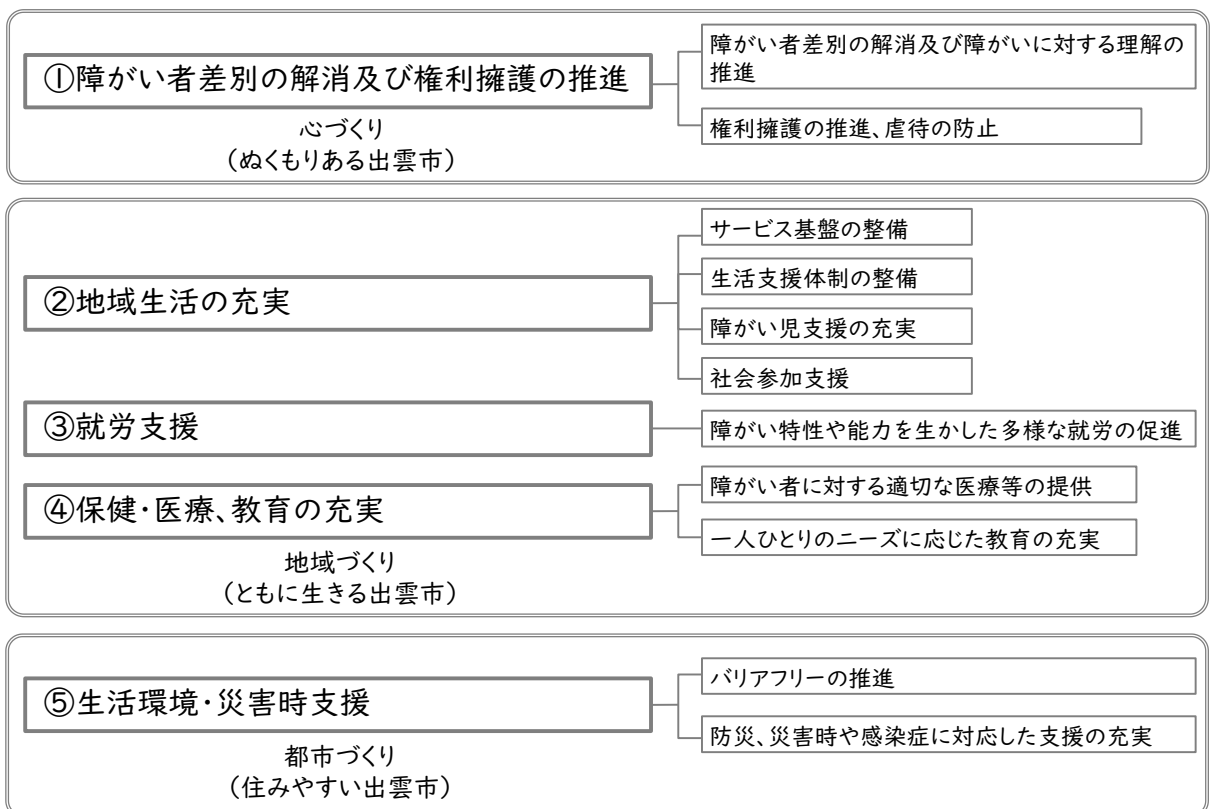 ①障がい者差別の解消及び権利擁護の推進
心づくり
(ぬくもりある出雲市)
障がい者差別の解消及び障がいに対する理解の
推進
権利擁護の推進、虐待の防止
②地域生活の充実
サービス基盤の整備
生活支援体制の整備
障がい児支援の充実
社会参加支援
③就労支援
障がい特性や能力を生かした多様な就労の促進
④保健・医療、教育の充実
地域づくり
(ともに生きる出雲市)
障がい者に対する適切な医療等の提供
一人ひとりのニーズに応じた教育の充実
⑤生活環境・災害時支援
都市づくり
(住みやすい出雲市)
バリアフリーの推進
防災、災害時や感染症に対応した支援の充実